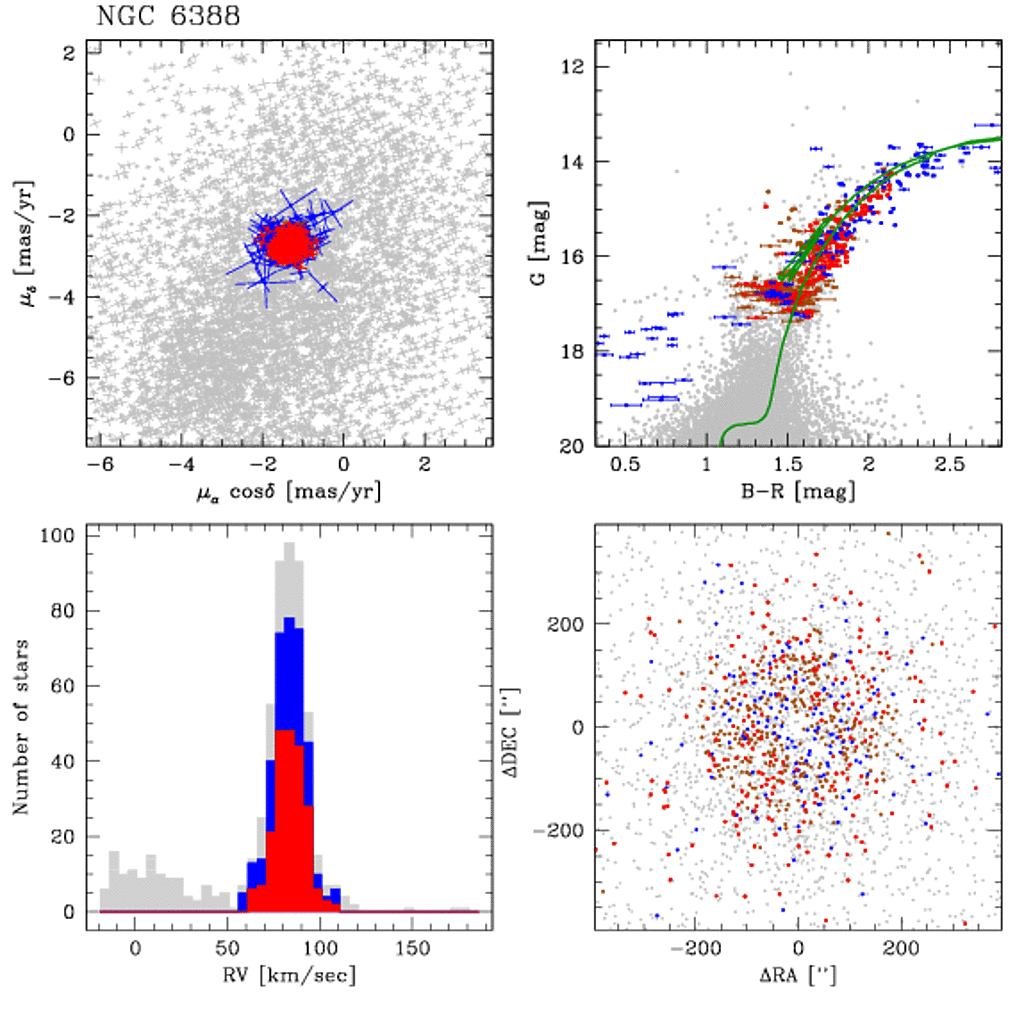 NGC 6388
2
0
−2
−4
−6
μδ [mas/yr]
−6 −4 −2 0 2
μα cosδ [mas/yr]
12
14
16
18
20
G [mag]
0.5 1 1.5 2 2.5
B−R [mag]
100
80
60
40
20
0
Number of stars
0 50 100 150
RV [km/sec]
200
0
−200
ΔDEC [″]
−200 0 200
ΔRA [″]